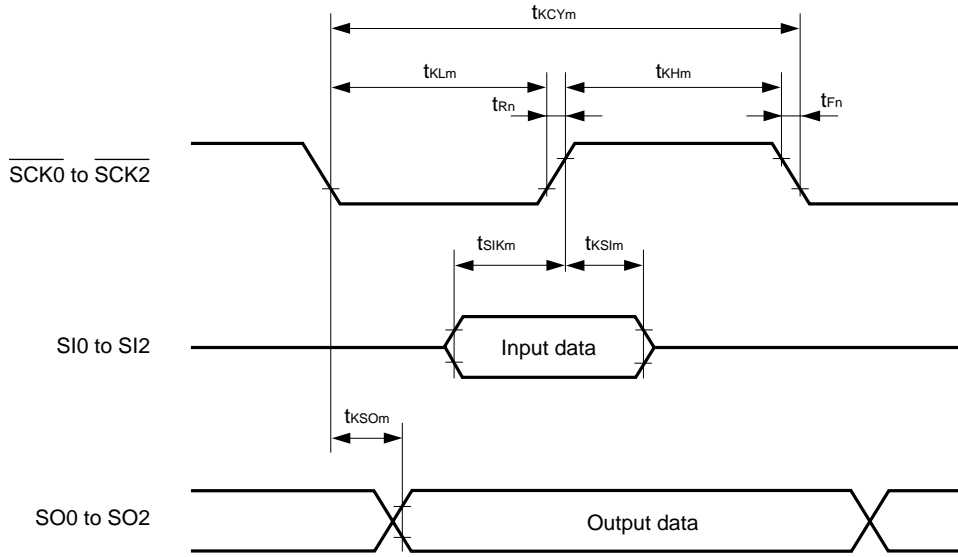 tKCYm
tKLm
tKHm
tRn
tFn
SCK0 to SCK2
tSIKm
tKSIm
SI0 to SI2
Input data
tKSOm
SO0 to SO2
Output data